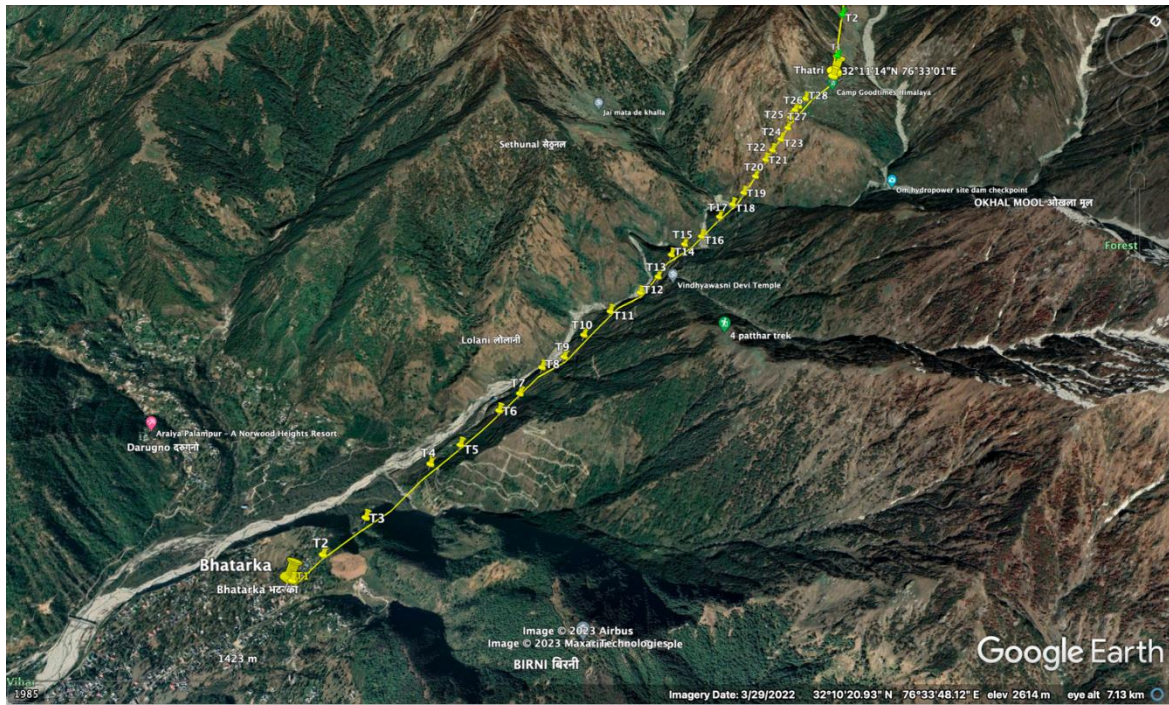 T2
Thatri 32°11'14"N 76°33'01"E
Camp Goodtimes Himalaya
T28
T26
T25
T27
Jai mata de khalla
T24
T23
Sethunal सेठुनल
T22
T21
T20
Om hydropower site dam checkpoint
T19
OKHAL MOOL ओखला मूल
T18
T17
T16
T15
Forest
T14
T13
Vindhyawasni Devi Temple
T12
T11
T10
4 patthar trek
Lolani लोलानी
T9
T8
T7
T6
Araiya Palampur - A Norwood Heights Resort
Darugno दरुगनो
T5
T4
T3
T2
Bhatarka
T1
Bhatarka भटारका
Image © 2023 Airbus
Image © 2023 Maxar Technologies
BIRNI बिरनी
1423 m
Google Earth
1985
Imagery Date: 3/29/2022 32°10'20.93" N 76°33'48.12" E elev 2614 m eye alt 7.13 km